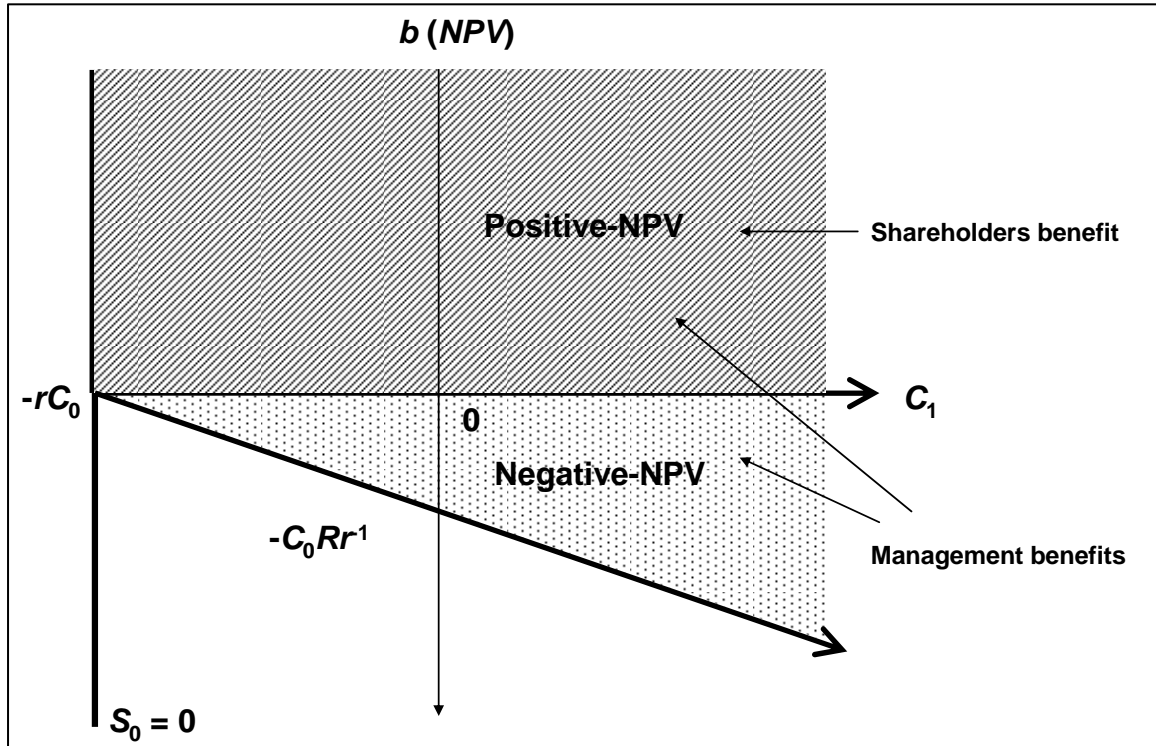 b (NPV)
Positive-NPV
Shareholders benefit
-rC₀
C₁
0
Negative-NPV
-C₀Rr⁻¹
Management benefits
S₀ = 0